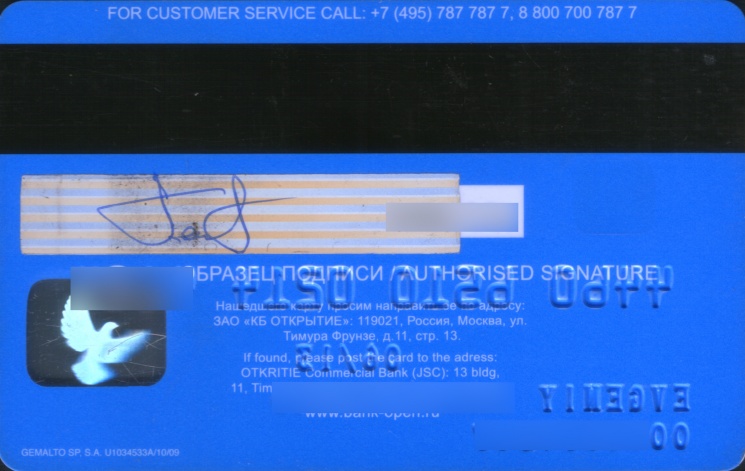 FOR CUSTOMER SERVICE CALL: +7 (495) 787 787 7, 8 800 700 787 7
ПОДПИСИ / AUTHORISED SIGNATURE
Нашедшего карту просим направить ее по адресу:
ЗАО «КБ ОТКРЫТИЕ»: 119021, Россия, Москва, ул.
Тимура Фрунзе, д.11, стр. 13.
If found, please post the card to the adress:
OTKRITIE Commercial Bank (JSC): 13 bldg,
11,
www.bank-open.ru
EVGENIY
GEMALTO SP, S.A. U1034533A/10/09